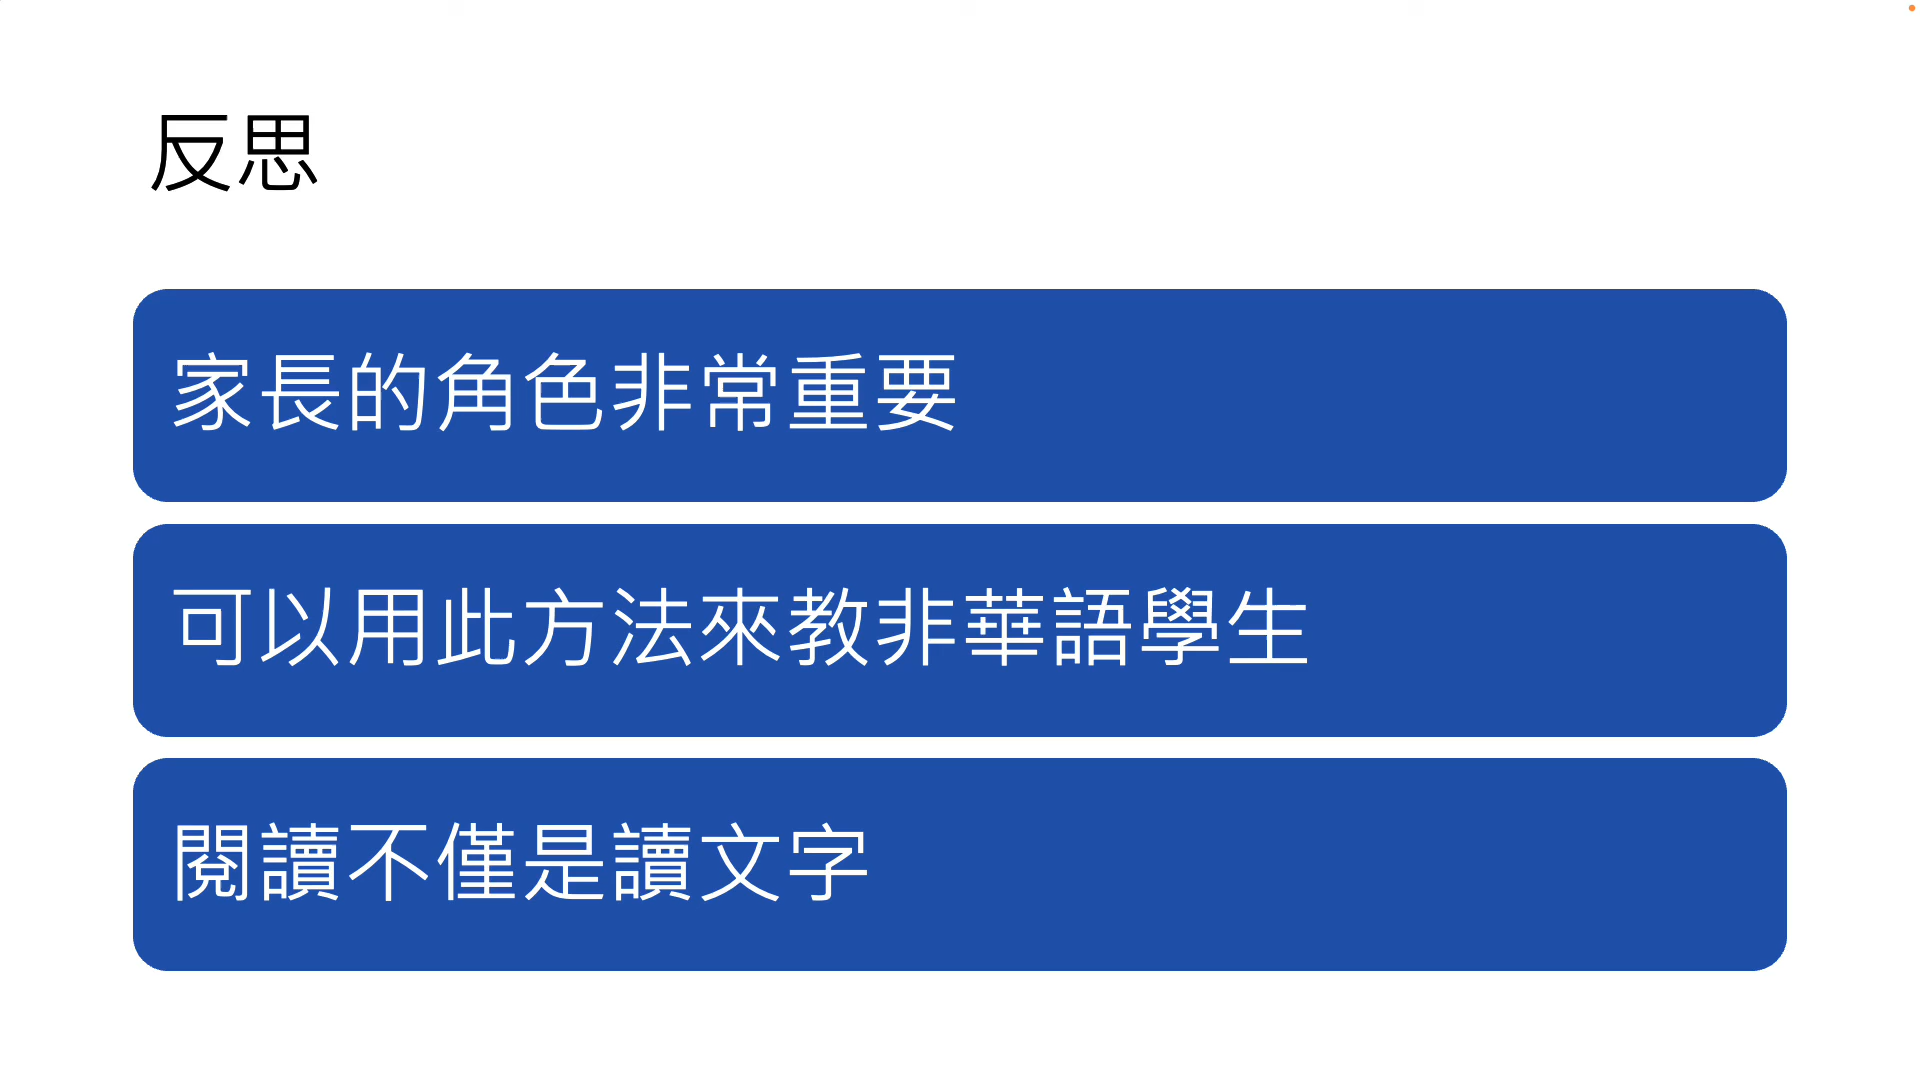 反思
家長的角色非常重要
可以用此方法來教非華語學生
閱讀不僅是讀文字